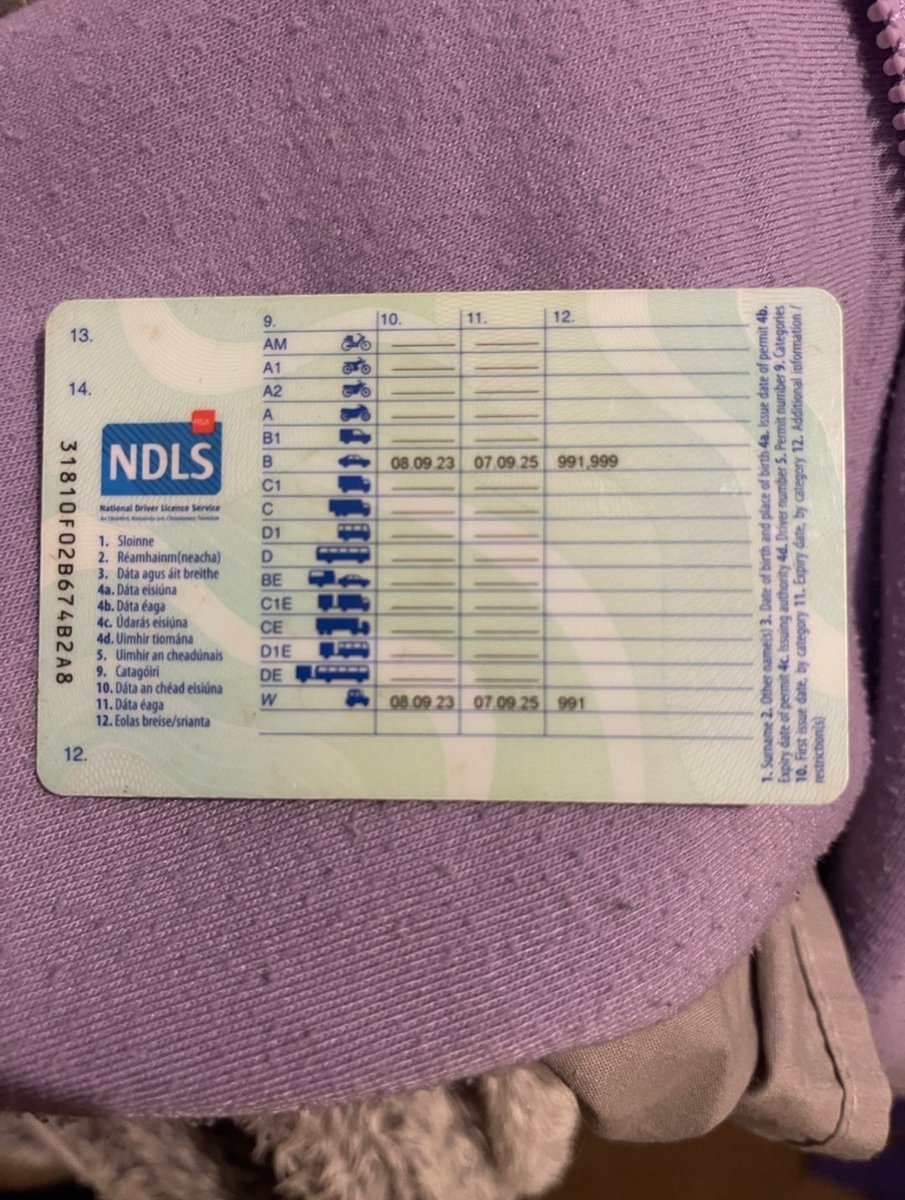 13.
14.
RSA
NDLS
National Driver Licence Service
1. Sloinne
2. Réamhainm(neacha)
3. Dáta agus áit breithe
4a. Dáta eisiúna
4b. Dáta éaga
4c. Údarás eisiúna
4d. Uimhir tiomána
5. Uimhir an cheadúnais
9. Catagóirí
10. Dáta an chéad eisiúna
11. Dáta éaga
12. Eolas breise/srianta
12.
31810F02B674B2A8
9. 10. 11. 12.
AM
A1
A2
A
B1
B 08.09.23 07.09.25 991,999
C1
C
D1
D
BE
C1E
CE
D1E
DE
W 08.09.23 07.09.25 991
1. Surname 2. Other name(s) 3. Date of birth and place of birth 4a. Issue date of permit 4b.
Expiry date of permit 4c. Issuing authority 4d. Driver number 5. Permit number 9. Categories
10. First issue date, by category 11. Expiry date, by category 12. Additional information /
restriction(s)